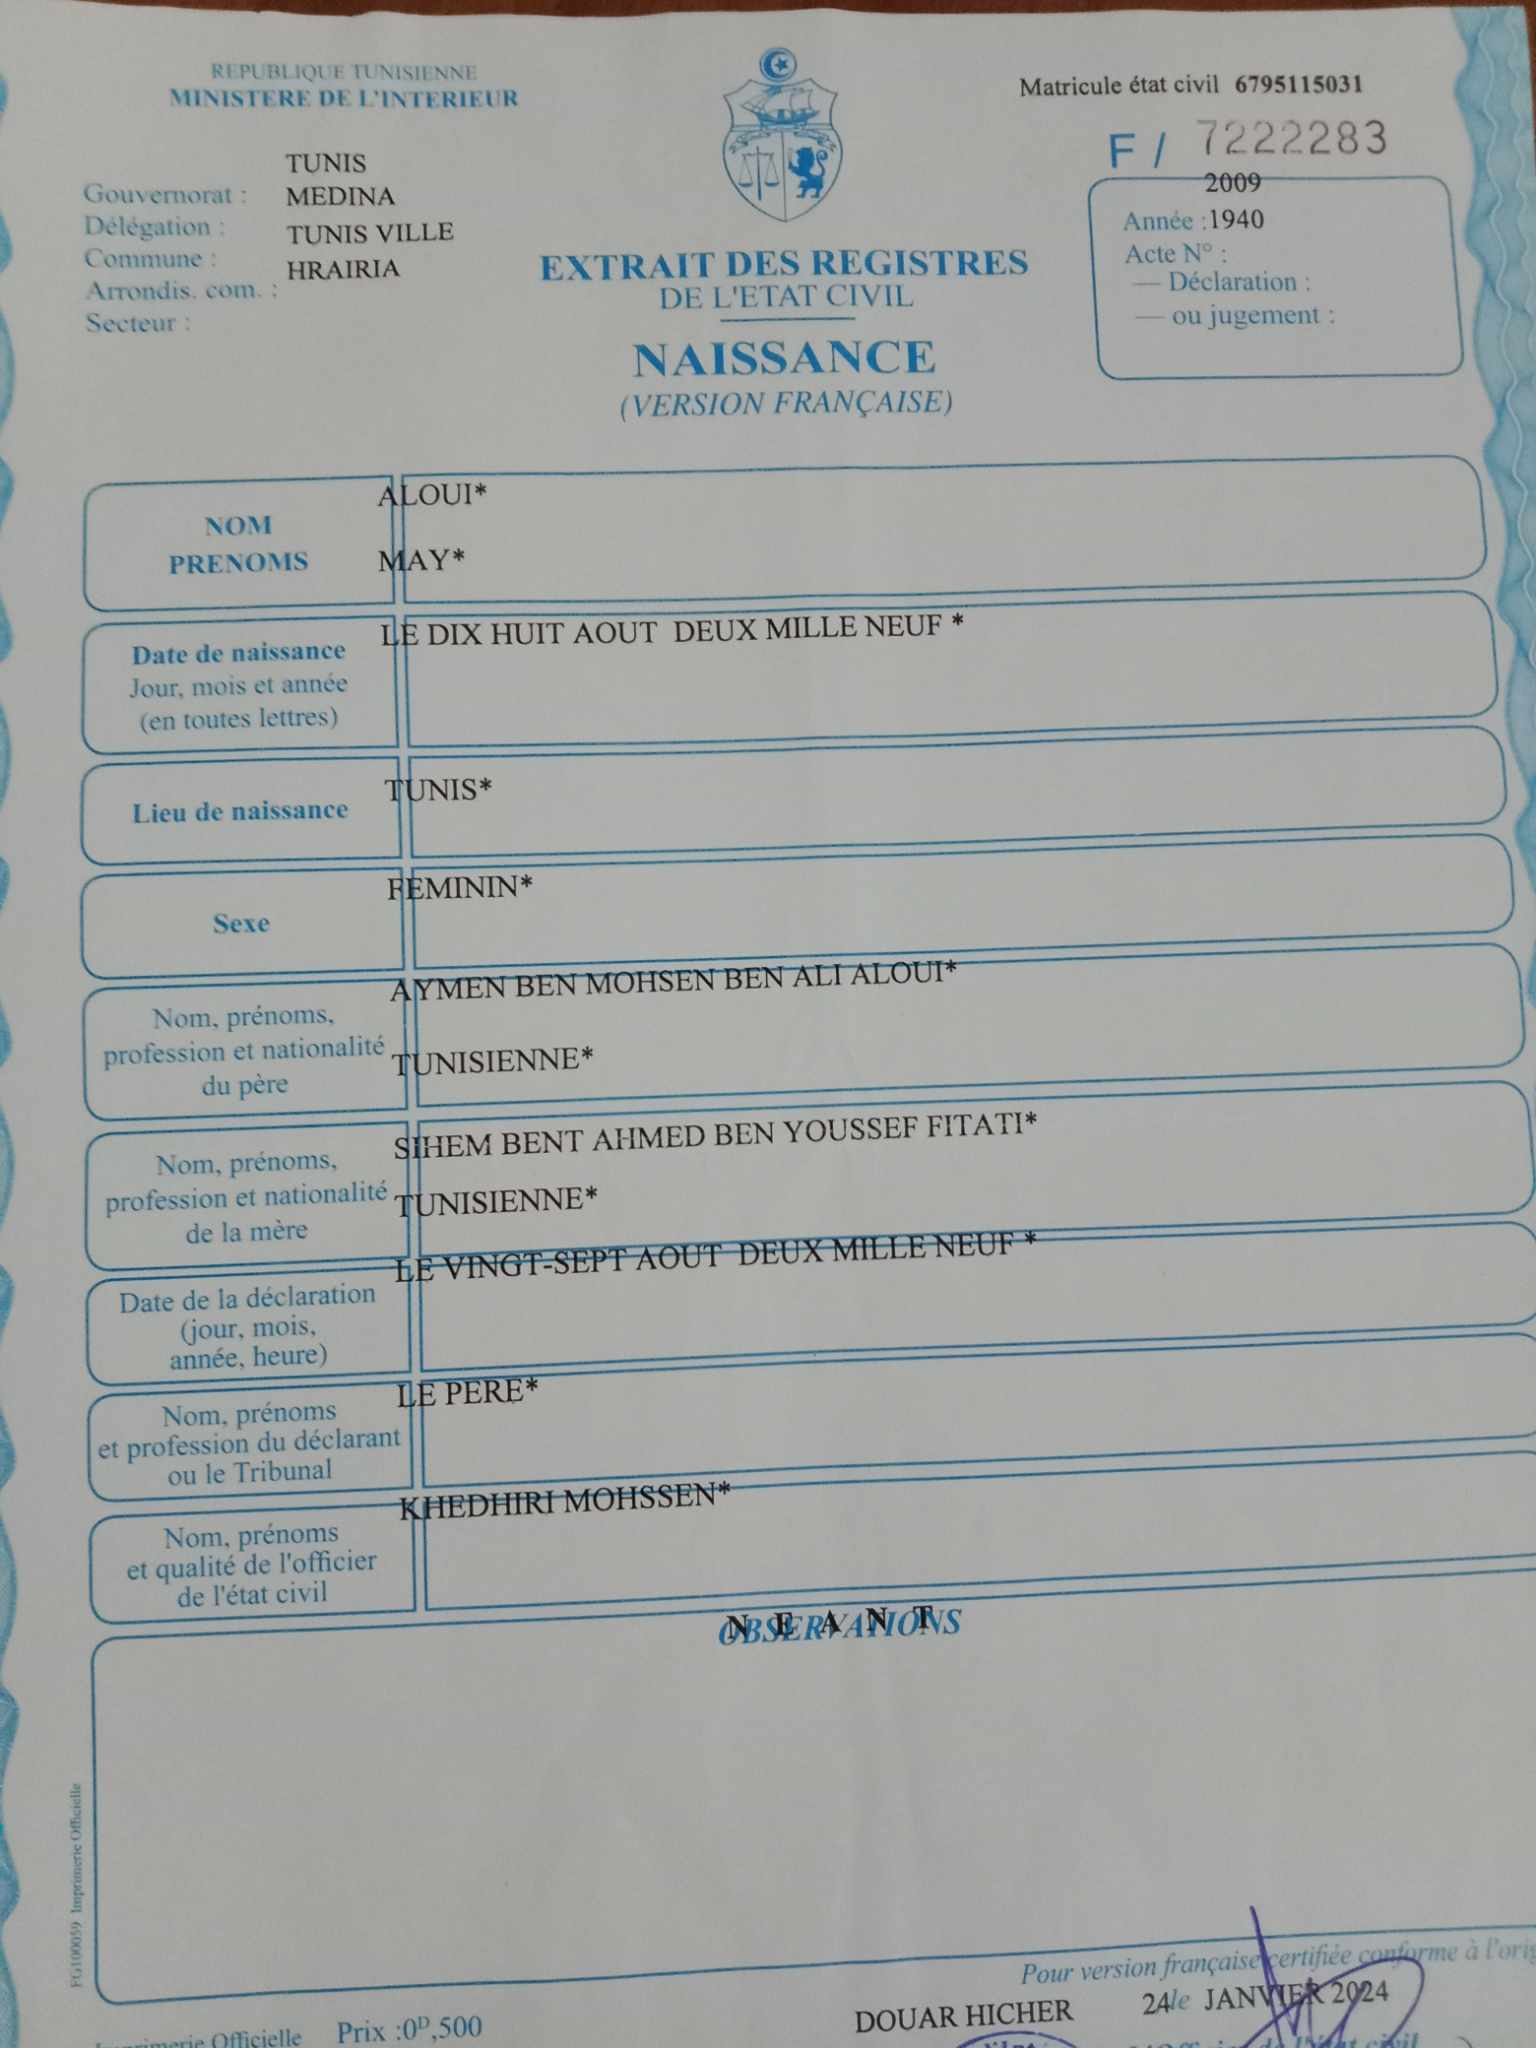 REPUBLIQUE TUNISIENNE
MINISTERE DE L'INTERIEUR
Matricule état civil 6795115031
F / 7222283
TUNIS
Gouvernorat : MEDINA
Délégation : TUNIS VILLE
Commune : HRAIRIA
Arrondis. com. :
Secteur :
2009
Année :1940
Acte N° :
— Déclaration :
— ou jugement :
EXTRAIT DES REGISTRES
DE L'ETAT CIVIL
NAISSANCE
(VERSION FRANÇAISE)
ALOUI*
NOM
PRENOMS
MAY*
LE DIX HUIT AOUT DEUX MILLE NEUF *
Date de naissance
Jour, mois et année
(en toutes lettres)
TUNIS*
Lieu de naissance
FEMININ*
Sexe
AYMEN BEN MOHSEN BEN ALI ALOUI*
Nom, prénoms,
profession et nationalité
du père
TUNISIENNE*
SIHEM BENT AHMED BEN YOUSSEF FITATI*
Nom, prénoms,
profession et nationalité
de la mère
TUNISIENNE*
LE VINGT-SEPT AOUT DEUX MILLE NEUF *
Date de la déclaration
(jour, mois,
année, heure)
LE PERE*
Nom, prénoms
et profession du déclarant
ou le Tribunal
KHEDHIRI MOHSSEN*
Nom, prénoms
et qualité de l'officier
de l'état civil
OBSERVATIONS
N E A N T
FG100059 Imprimerie Officielle
Pour version française certifiée conforme à l'orig
DOUAR HICHER 24 le JANVIER 2024
Imprimerie Officielle Prix :0ᴰ,500
de l'état civil